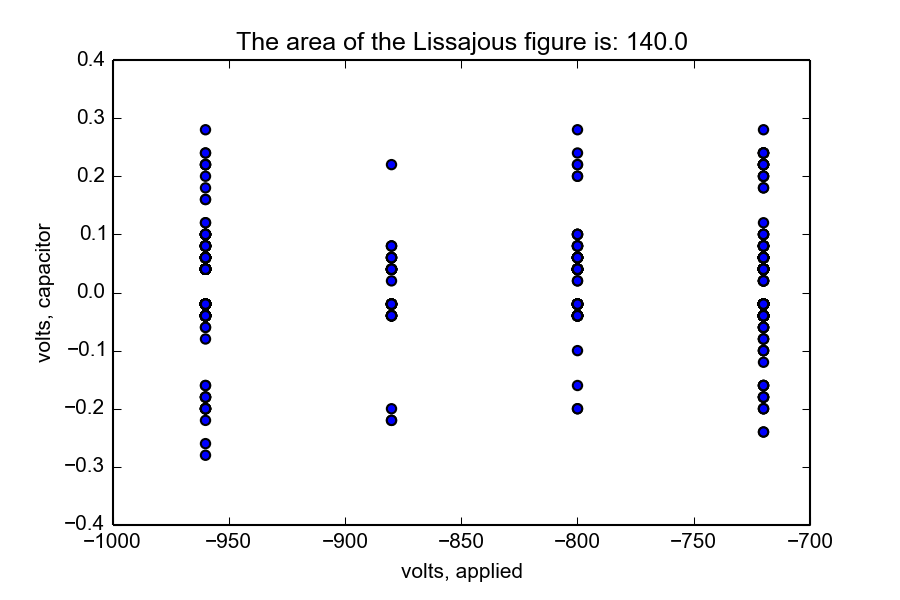 The area of the Lissajous figure is: 140.0
0.4
0.3
0.2
0.1
0.0
−0.1
−0.2
−0.3
−0.4
volts, capacitor
−1000 −950 −900 −850 −800 −750 −700
volts, applied